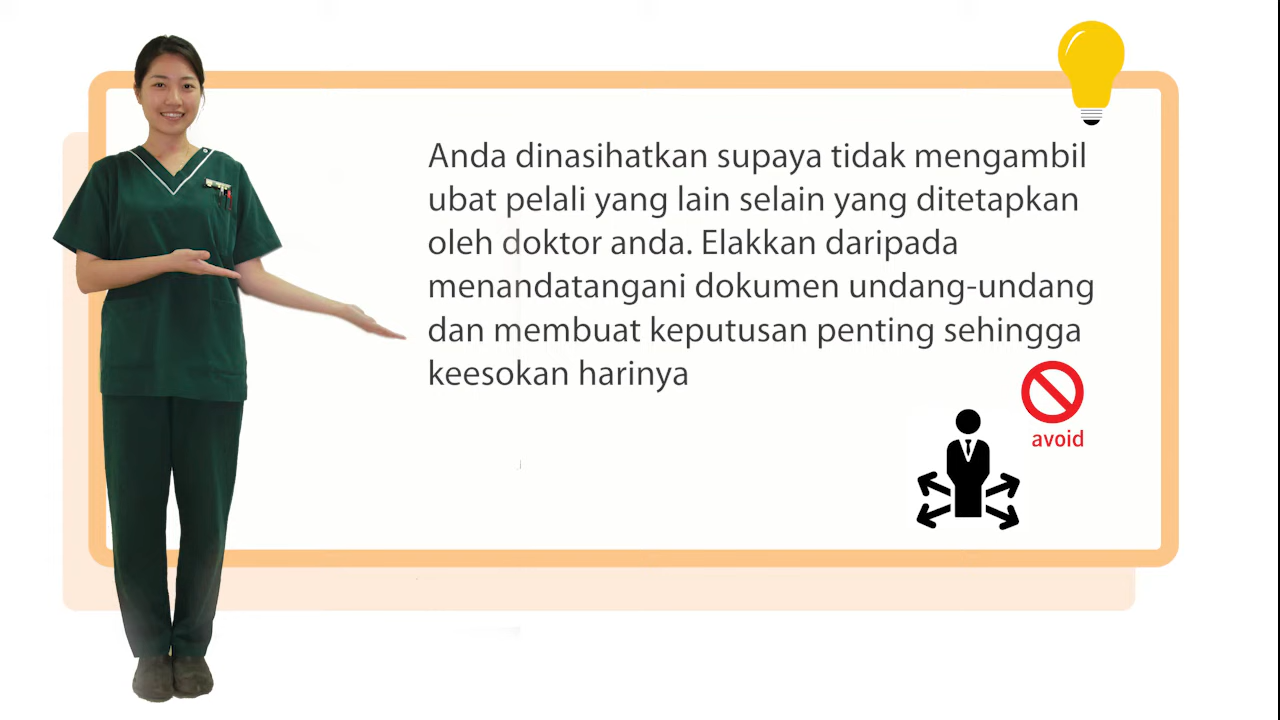 Anda dinasihatkan supaya tidak mengambil
ubat pelali yang lain selain yang ditetapkan
oleh doktor anda. Elakkan daripada
menandatangani dokumen undang-undang
dan membuat keputusan penting sehingga
keesokan harinya
avoid